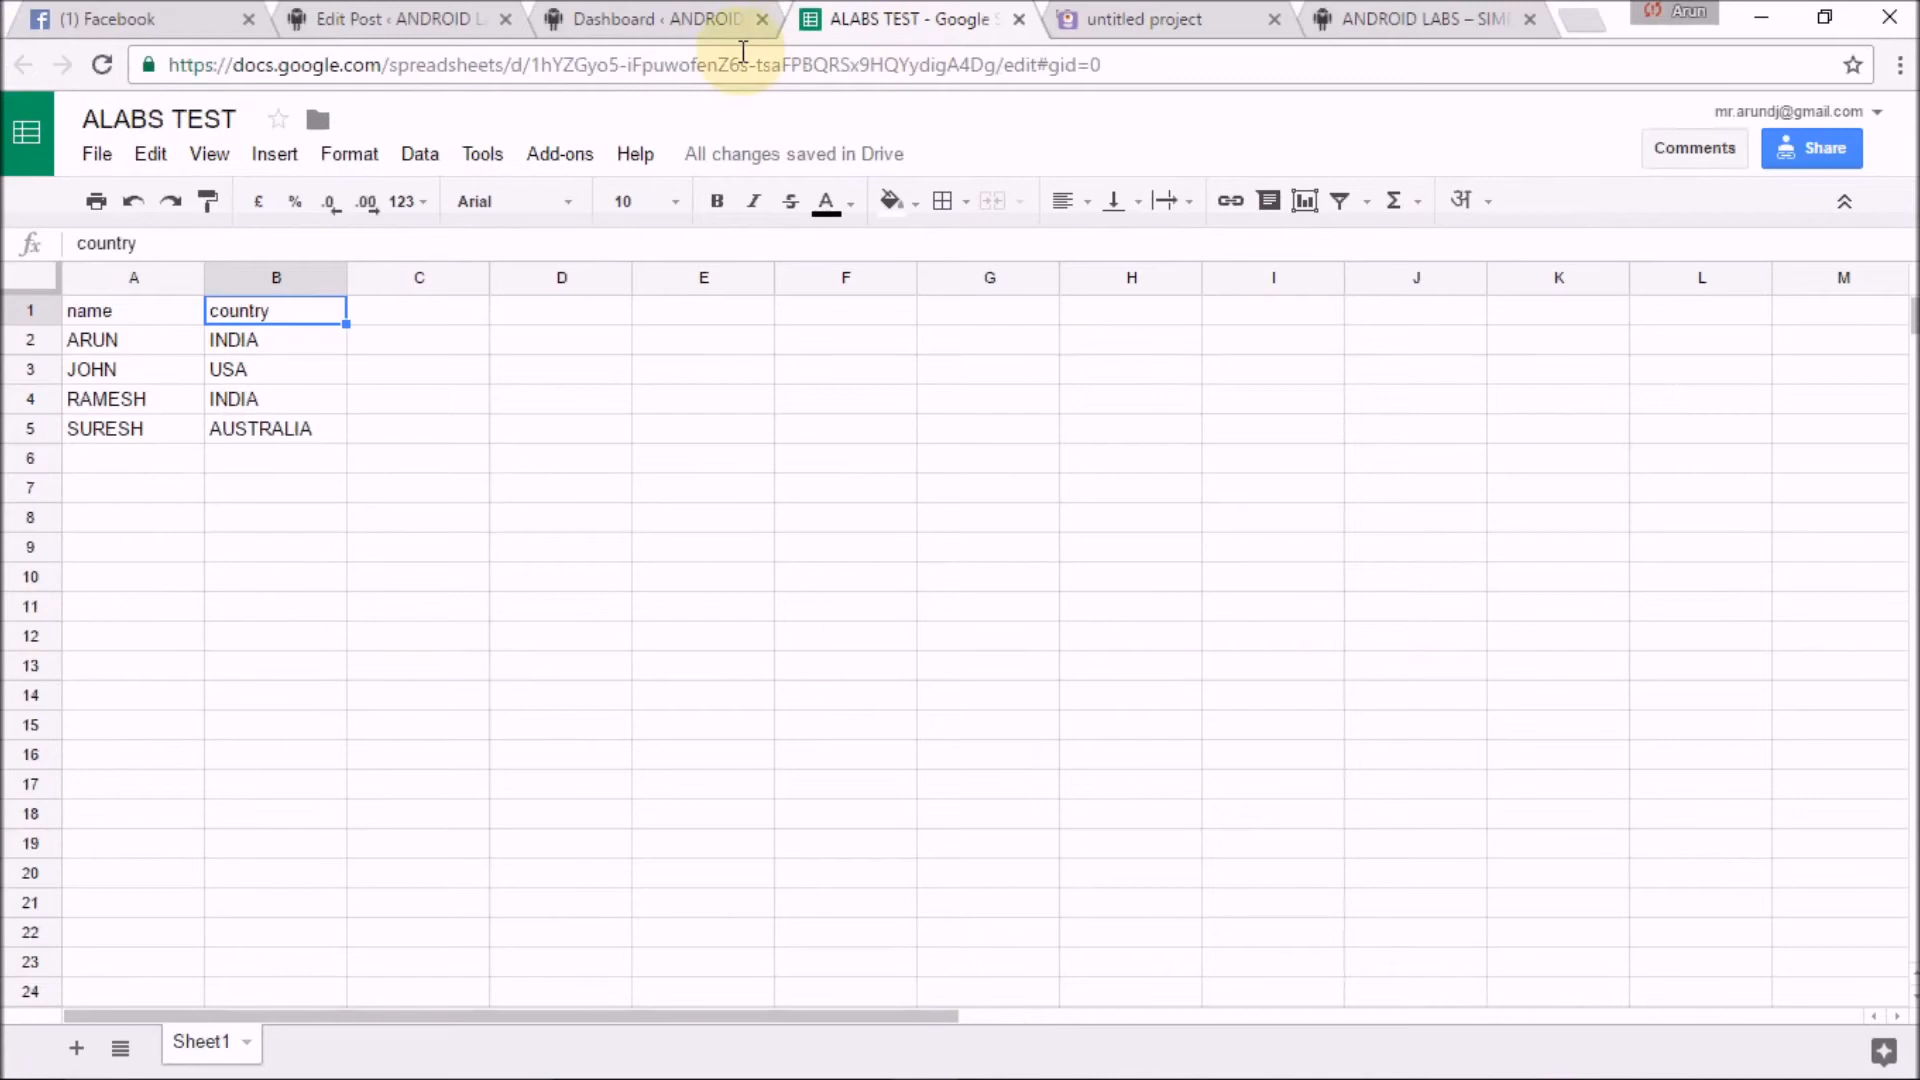 (1) Facebook
Edit Post ‹ ANDROID L
Dashboard ‹ ANDROID
ALABS TEST - Google S
untitled project
ANDROID LABS – SIM
Arun
https://docs.google.com/spreadsheets/d/1hYZGyo5-iFpuwofenZ6s-tsaFPBQRSx9HQYydigA4Dg/edit#gid=0
ALABS TEST
mr.arundj@gmail.com
File Edit View Insert Format Data Tools Add-ons Help All changes saved in Drive
Comments
Share
£ % .0 .00 123 Arial 10 B I S A Σ अ
fx country
A B C D E F G H I J K L M
1 name country
2 ARUN INDIA
3 JOHN USA
4 RAMESH INDIA
5 SURESH AUSTRALIA
6
7
8
9
10
11
12
13
14
15
16
17
18
19
20
21
22
23
24
Sheet1